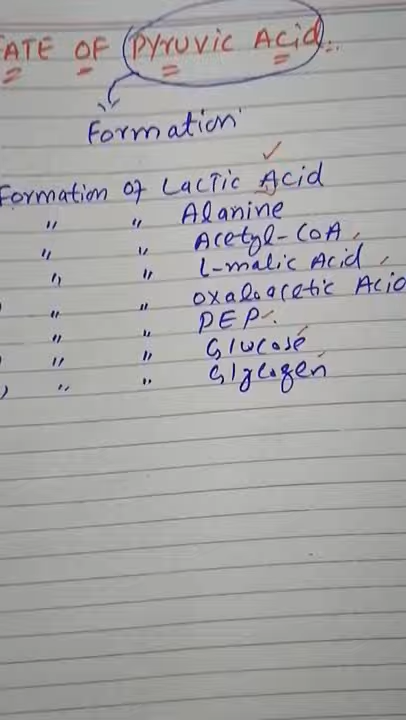 ATE OF PYRUVIC ACid
Formation
Formation OF LACTIC Acid
" " Alanine
" " Acetyl-COA
" " L-malic Acid
" " oxaloacetic Acid
" " PEP
" " Glucose
) " " Glycogen